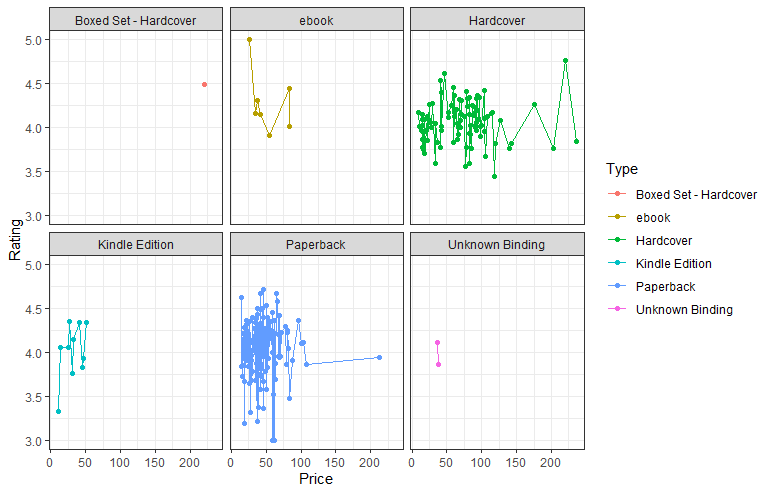 Boxed Set - Hardcover
ebook
Hardcover
5.0
4.5
4.0
3.5
3.0
Kindle Edition
Paperback
Unknown Binding
5.0
4.5
4.0
3.5
3.0
0 50 100 150 200
0 50 100 150 200
0 50 100 150 200
Price
Rating
Type
Boxed Set - Hardcover
ebook
Hardcover
Kindle Edition
Paperback
Unknown Binding